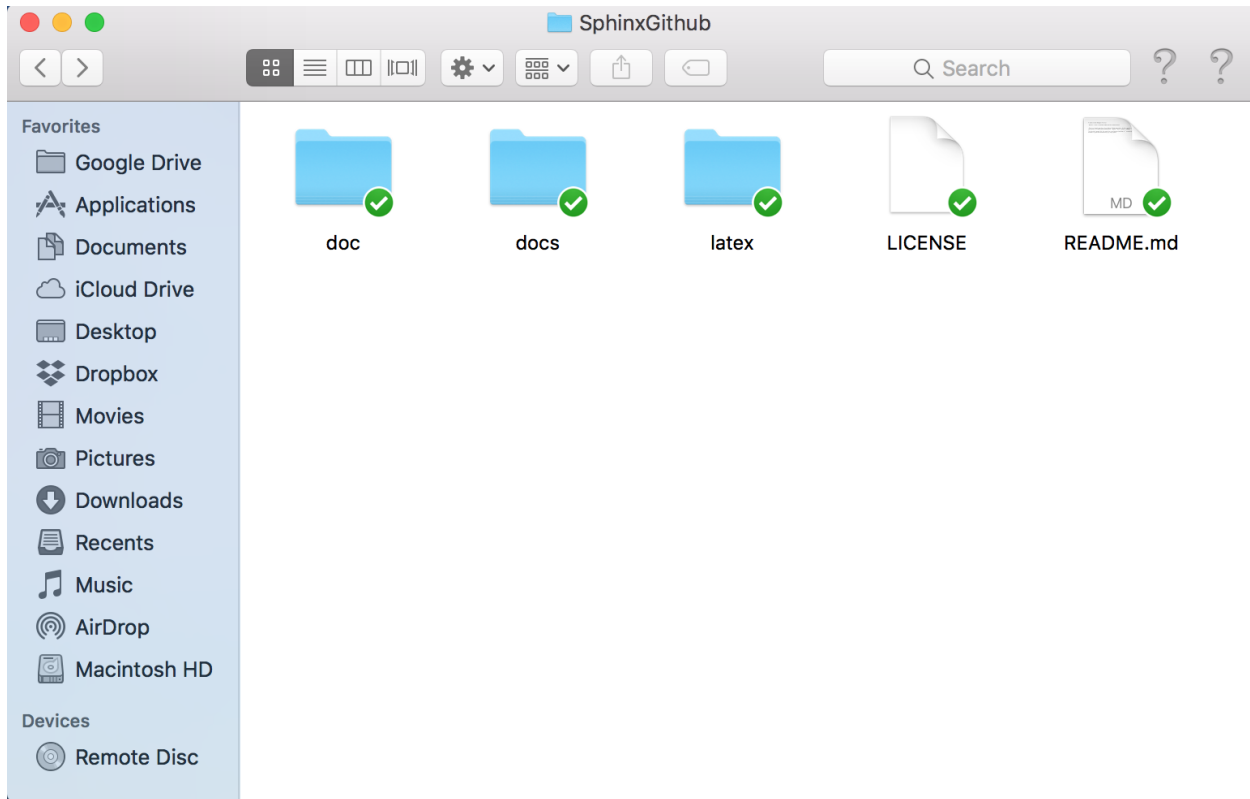 SphinxGithub
Search
? ?
Favorites
Google Drive
Applications
Documents
iCloud Drive
Desktop
Dropbox
Movies
Pictures
Downloads
Recents
Music
AirDrop
Macintosh HD
Devices
Remote Disc
MD
doc docs latex LICENSE README.md